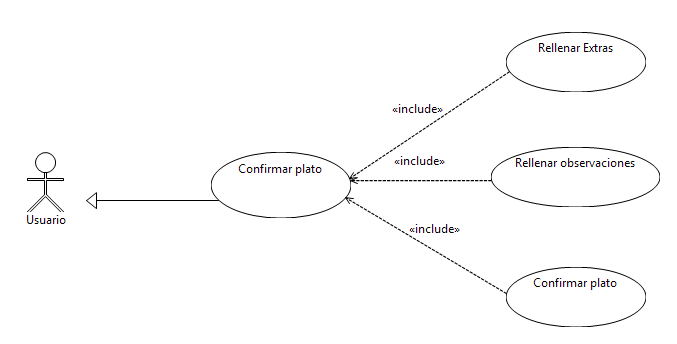 Rellenar Extras
«include»
Rellenar observaciones
«include»
Confirmar plato
Usuario
«include»
Confirmar plato